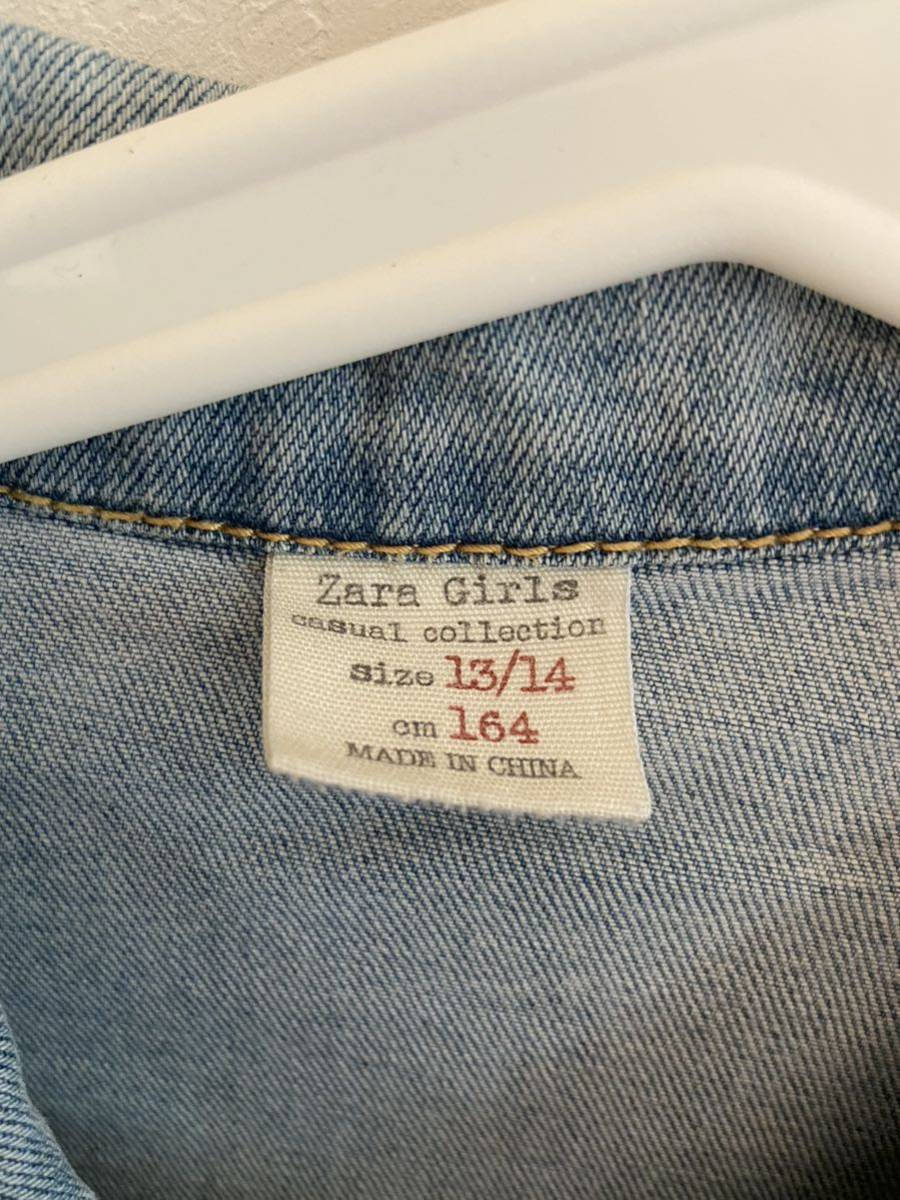 Zara Girls
casual collection
size 13/14
cm 164
MADE IN CHINA